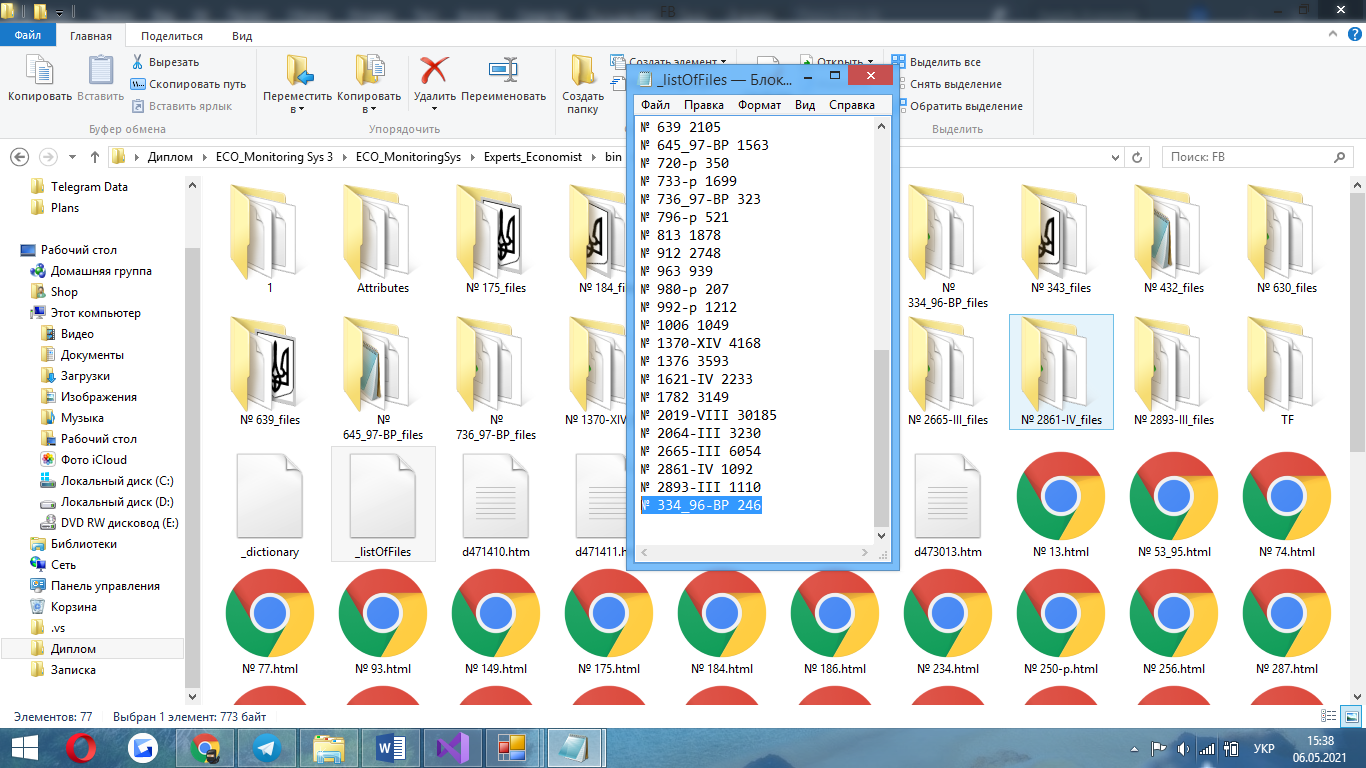 FB
Файл
Главная
Поделиться
Вид
Копировать
Вставить
Вырезать
Скопировать путь
Вставить ярлык
Буфер обмена
Переместить в
Копировать в
Удалить
Переименовать
Упорядочить
Создать папку
Создать элемент
Открыть
Выделить все
Снять выделение
Обратить выделение
Выделить
Диплом
ECO_Monitoring Sys 3
ECO_MonitoringSys
Experts_Economist
bin
Поиск: FB
Telegram Data
Plans
Рабочий стол
Домашняя группа
Shop
Этот компьютер
Видео
Документы
Загрузки
Изображения
Музыка
Рабочий стол
Фото iCloud
Локальный диск (C:)
Локальный диск (D:)
DVD RW дисковод (E:)
Библиотеки
Сеть
Панель управления
Корзина
.vs
Диплом
Записка
1
Attributes
№ 175_files
№ 184_fi
№ 334_96-ВР_files
№ 343_files
№ 432_files
№ 630_files
№ 639_files
№ 645_97-ВР_files
№ 736_97-ВР_files
№ 1370-XIV
№ 2665-III_files
№ 2861-IV_files
№ 2893-III_files
TF
_dictionary
_listOfFiles
d471410.htm
d471411.h
d473013.htm
№ 13.html
№ 53_95.html
№ 74.html
№ 77.html
№ 93.html
№ 149.html
№ 175.html
№ 184.html
№ 186.html
№ 234.html
№ 250-р.html
№ 256.html
№ 287.html
_listOfFiles — Блок...
Файл
Правка
Формат
Вид
Справка
№ 639 2105
№ 645_97-ВР 1563
№ 720-р 350
№ 733-р 1699
№ 736_97-ВР 323
№ 796-р 521
№ 813 1878
№ 912 2748
№ 963 939
№ 980-р 207
№ 992-р 1212
№ 1006 1049
№ 1370-XIV 4168
№ 1376 3593
№ 1621-IV 2233
№ 1782 3149
№ 2019-VIII 30185
№ 2064-III 3230
№ 2665-III 6054
№ 2861-IV 1092
№ 2893-III 1110
№ 334_96-ВР 246
Элементов: 77
Выбран 1 элемент: 773 байт
УКР
15:38
06.05.2021